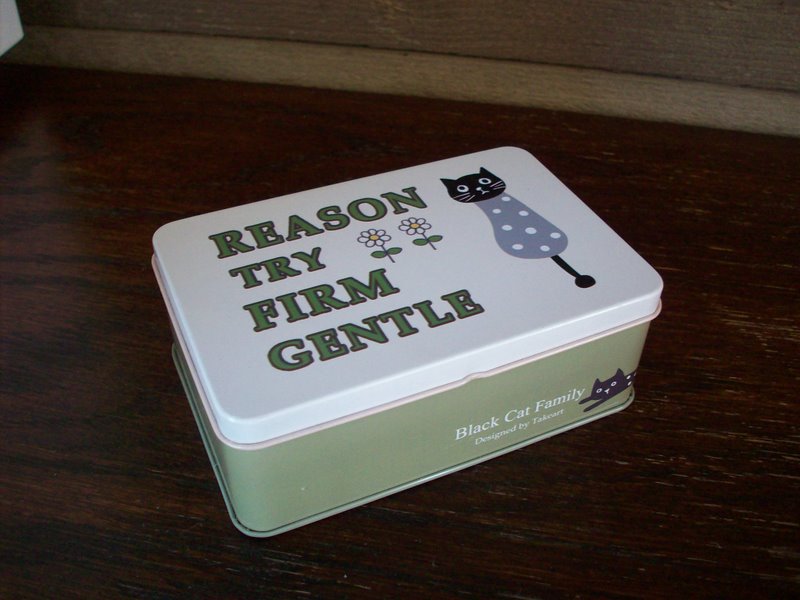 REASON
TRY
FIRM
GENTLE
Black Cat Family
Designed by Takeart